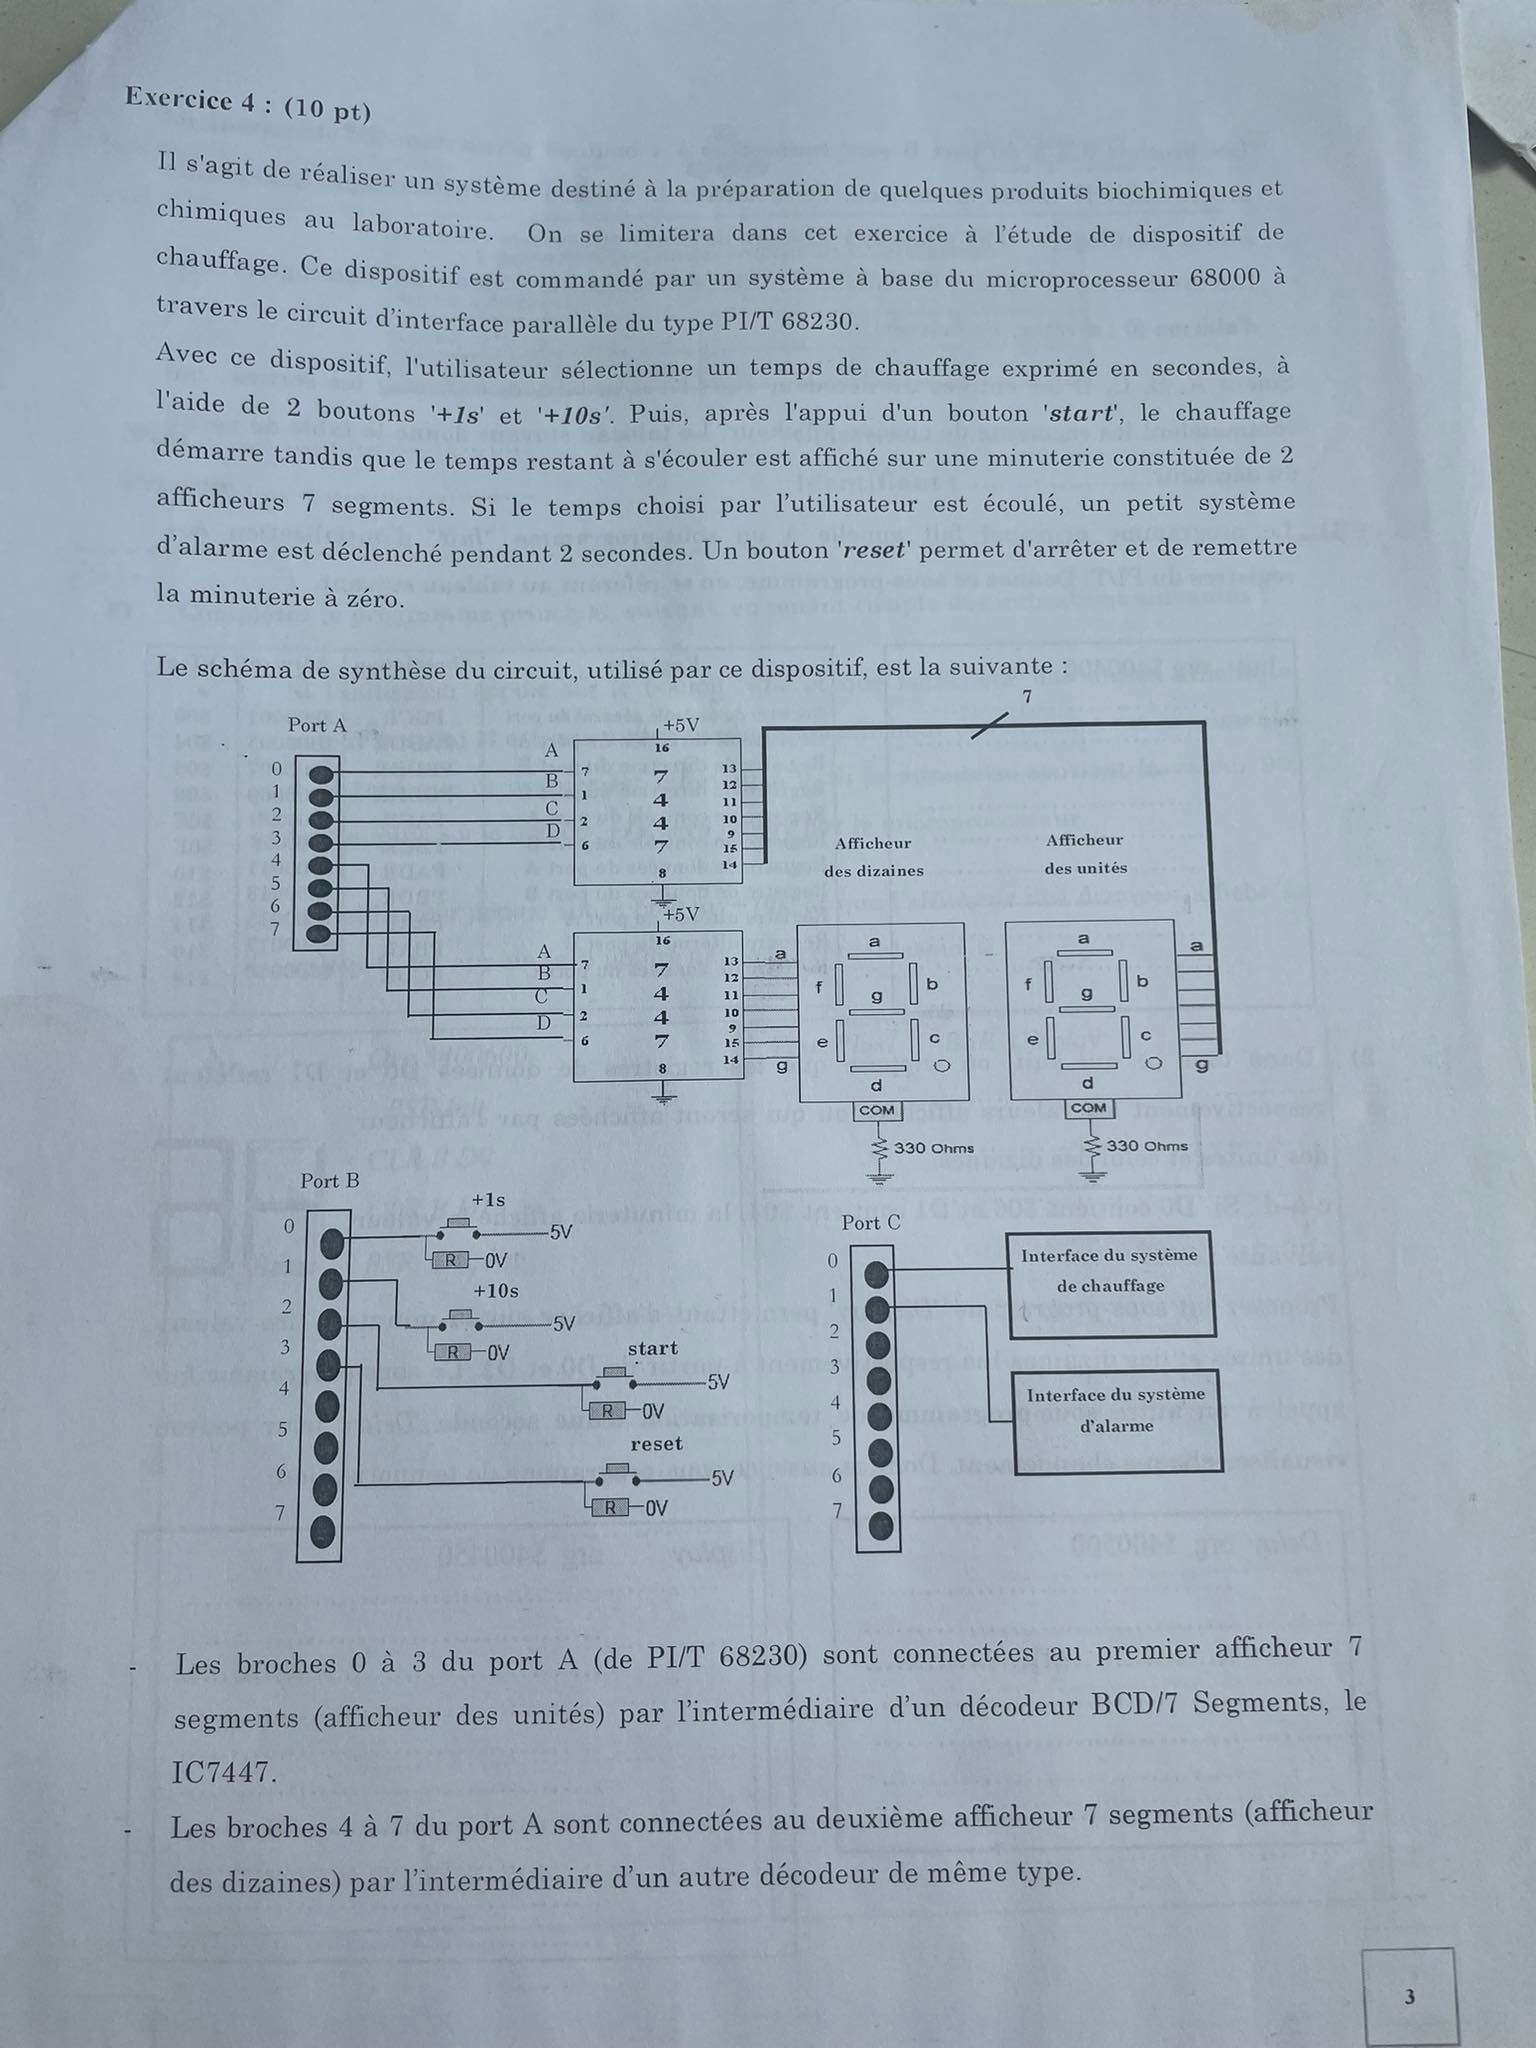 Exercice 4 : (10 pt)
Il s'agit de réaliser un système destiné à la préparation de quelques produits biochimiques et
chimiques au laboratoire. On se limitera dans cet exercice à l'étude de dispositif de
chauffage. Ce dispositif est commandé par un système à base du microprocesseur 68000 à
travers le circuit d'interface parallèle du type PI/T 68230.
Avec ce dispositif, l'utilisateur sélectionne un temps de chauffage exprimé en secondes, à
l'aide de 2 boutons '+1s' et '+10s'. Puis, après l'appui d'un bouton 'start', le chauffage
démarre tandis que le temps restant à s'écouler est affiché sur une minuterie constituée de 2
afficheurs 7 segments. Si le temps choisi par l'utilisateur est écoulé, un petit système
d'alarme est déclenché pendant 2 secondes. Un bouton 'reset' permet d'arrêter et de remettre
la minuterie à zéro.
Le schéma de synthèse du circuit, utilisé par ce dispositif, est la suivante :
7
Port A
0
1
2
3
4
5
6
7
A
B
C
D
+5V
16
7
1
2
6
7
4
4
7
8
13
12
11
10
9
15
14
Afficheur
des dizaines
Afficheur
des unités
+5V
A
B
C
D
16
7
1
2
6
7
4
4
7
8
13
12
11
10
9
15
14
a
g
a
f
b
g
e
c
d
COM
330 Ohms
a
f
b
g
e
c
d
COM
330 Ohms
a
g
Port B
0
1
2
3
4
5
6
7
+1s
5V
R
0V
+10s
5V
R
0V
start
5V
R
0V
reset
5V
R
0V
Port C
0
1
2
3
4
5
6
7
Interface du système
de chauffage
Interface du système
d'alarme
- Les broches 0 à 3 du port A (de PI/T 68230) sont connectées au premier afficheur 7
segments (afficheur des unités) par l'intermédiaire d'un décodeur BCD/7 Segments, le
IC7447.
- Les broches 4 à 7 du port A sont connectées au deuxième afficheur 7 segments (afficheur
des dizaines) par l'intermédiaire d'un autre décodeur de même type.
3